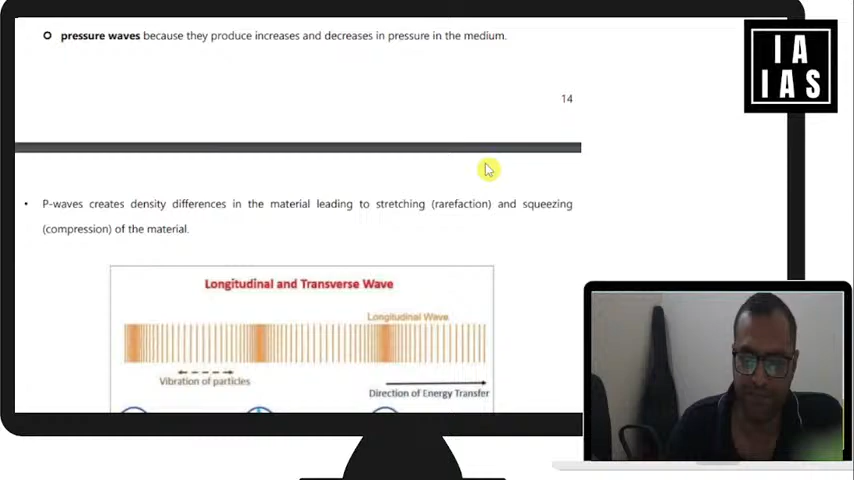 pressure waves because they produce increases and decreases in pressure in the medium.
I A
I A S
14
P-waves creates density differences in the material leading to stretching (rarefaction) and squeezing
(compression) of the material.
Longitudinal and Transverse Wave
Longitudinal Wave
Vibration of particles
Direction of Energy Transfer